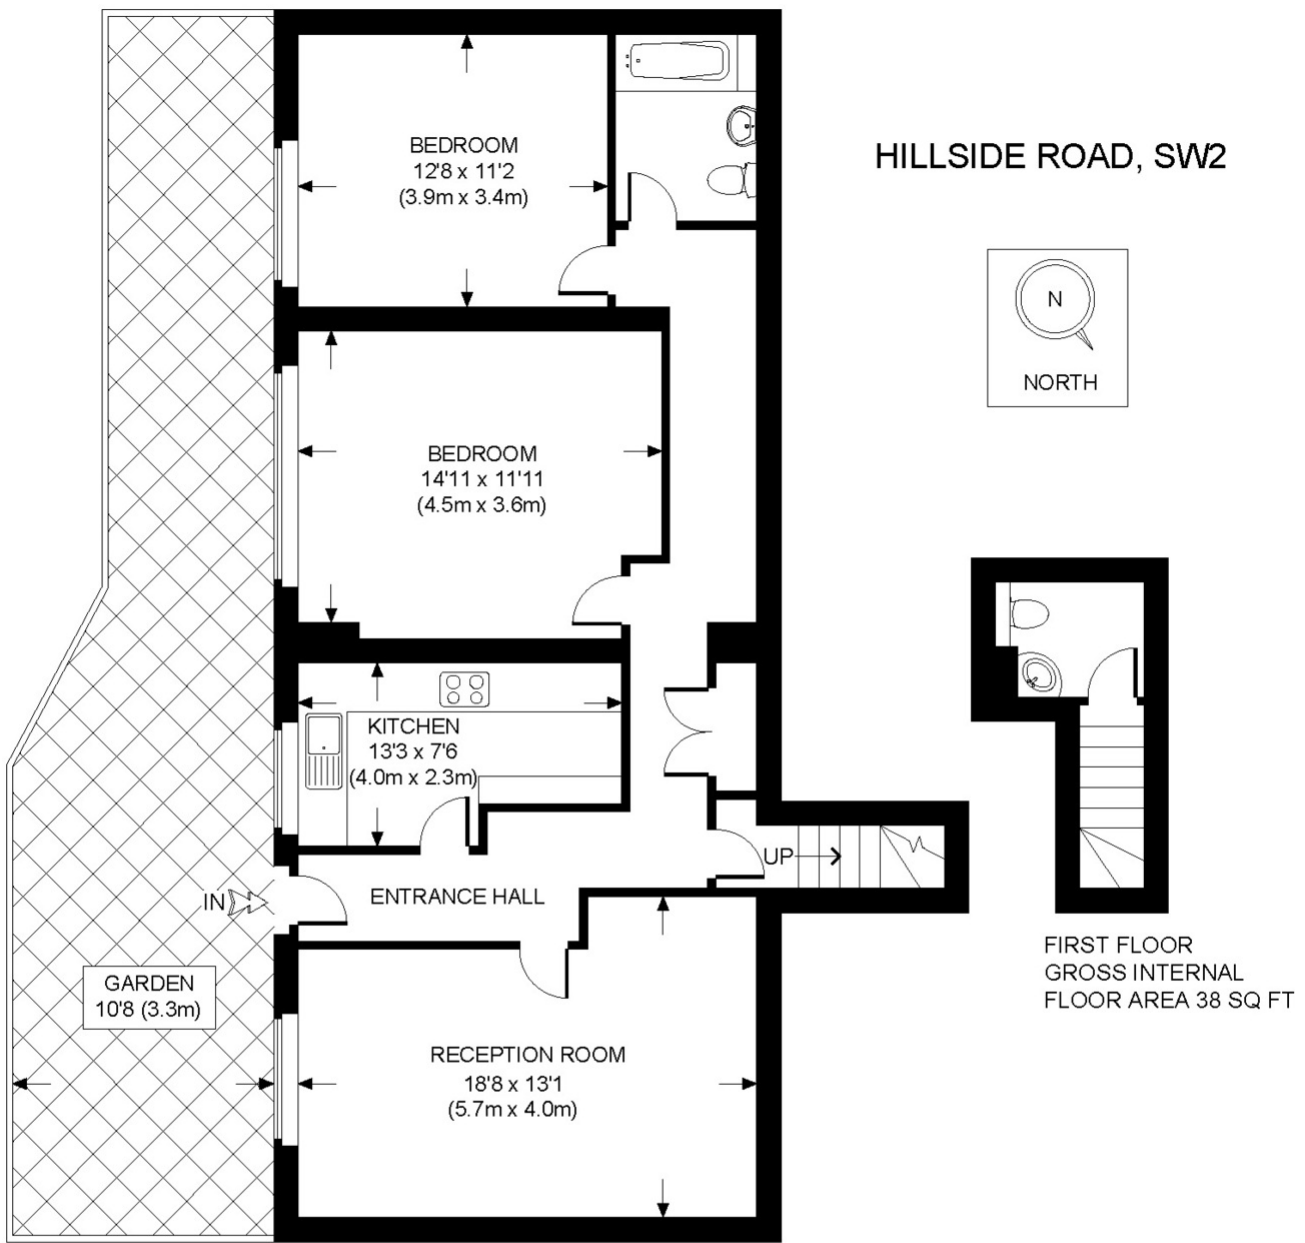 BEDROOM
12'8 x 11'2
(3.9m x 3.4m)
HILLSIDE ROAD, SW2
N
NORTH
BEDROOM
14'11 x 11'11
(4.5m x 3.6m)
KITCHEN
13'3 x 7'6
(4.0m x 2.3m)
UP
IN
ENTRANCE HALL
GARDEN
10'8 (3.3m)
RECEPTION ROOM
18'8 x 13'1
(5.7m x 4.0m)
FIRST FLOOR
GROSS INTERNAL
FLOOR AREA 38 SQ FT